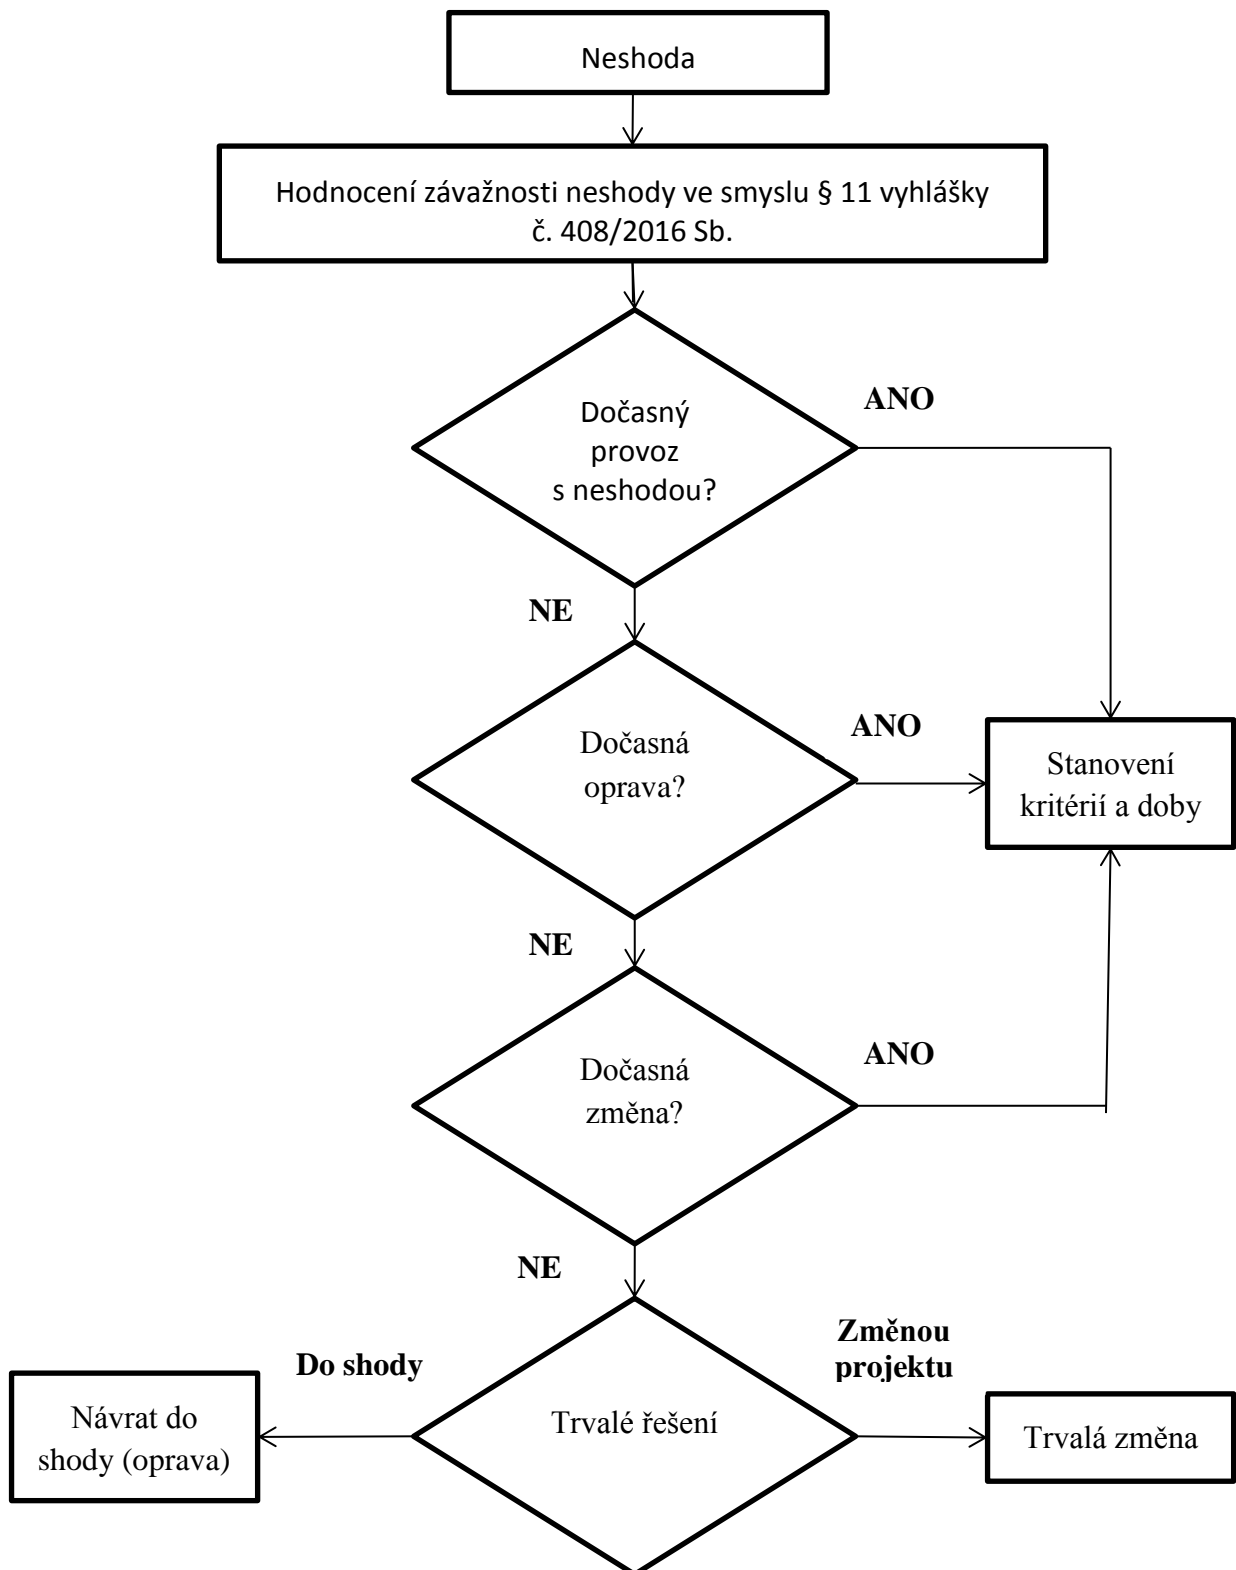 Neshoda
Hodnocení závažnosti neshody ve smyslu § 11 vyhlášky
č. 408/2016 Sb.
Dočasný
provoz
s neshodou?
ANO
NE
Dočasná
oprava?
ANO
Stanovení
kritérií a doby
NE
Dočasná
změna?
ANO
NE
Trvalé řešení
Do shody
Návrat do
shody (oprava)
Změnou
projektu
Trvalá změna